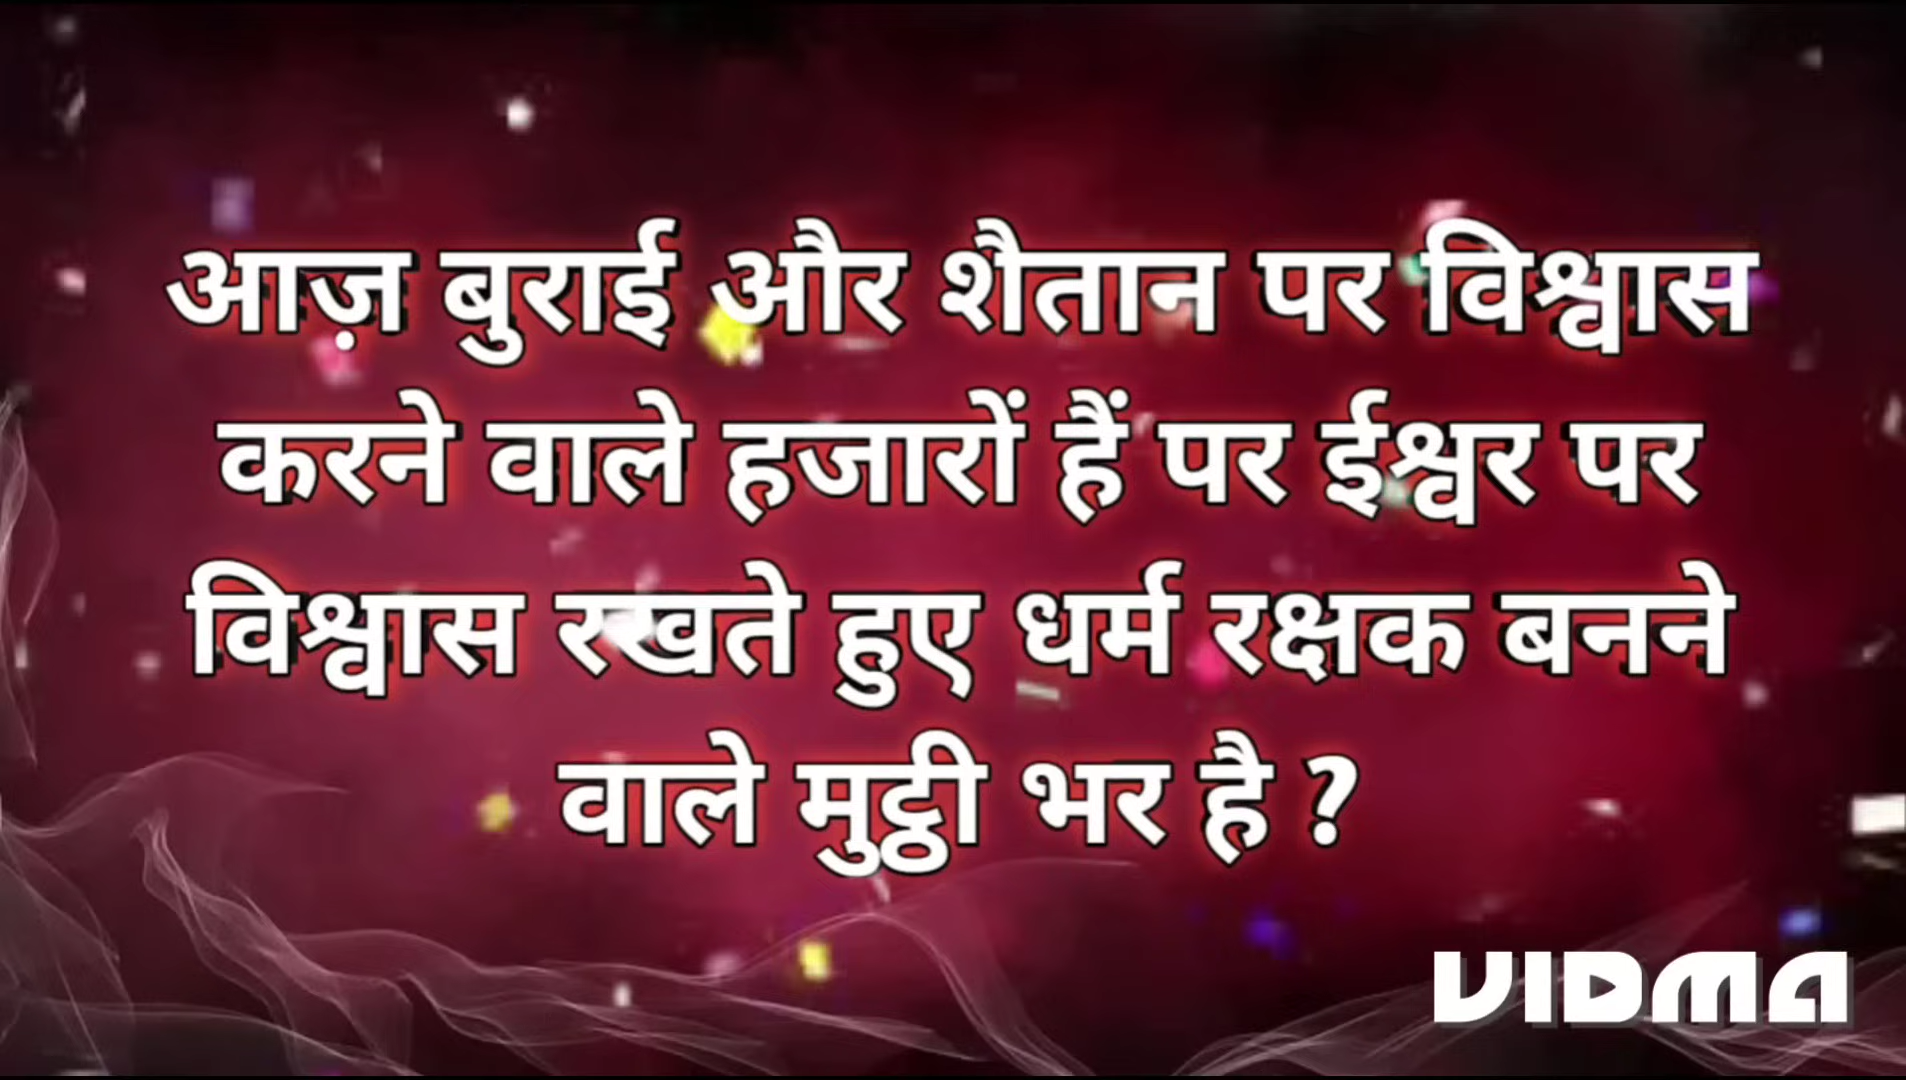 आज़ बुराई और शैतान पर विश्वास
करने वाले हजारों हैं पर ईश्वर पर
विश्वास रखते हुए धर्म रक्षक बनने
वाले मुट्ठी भर है ?
VIDMA